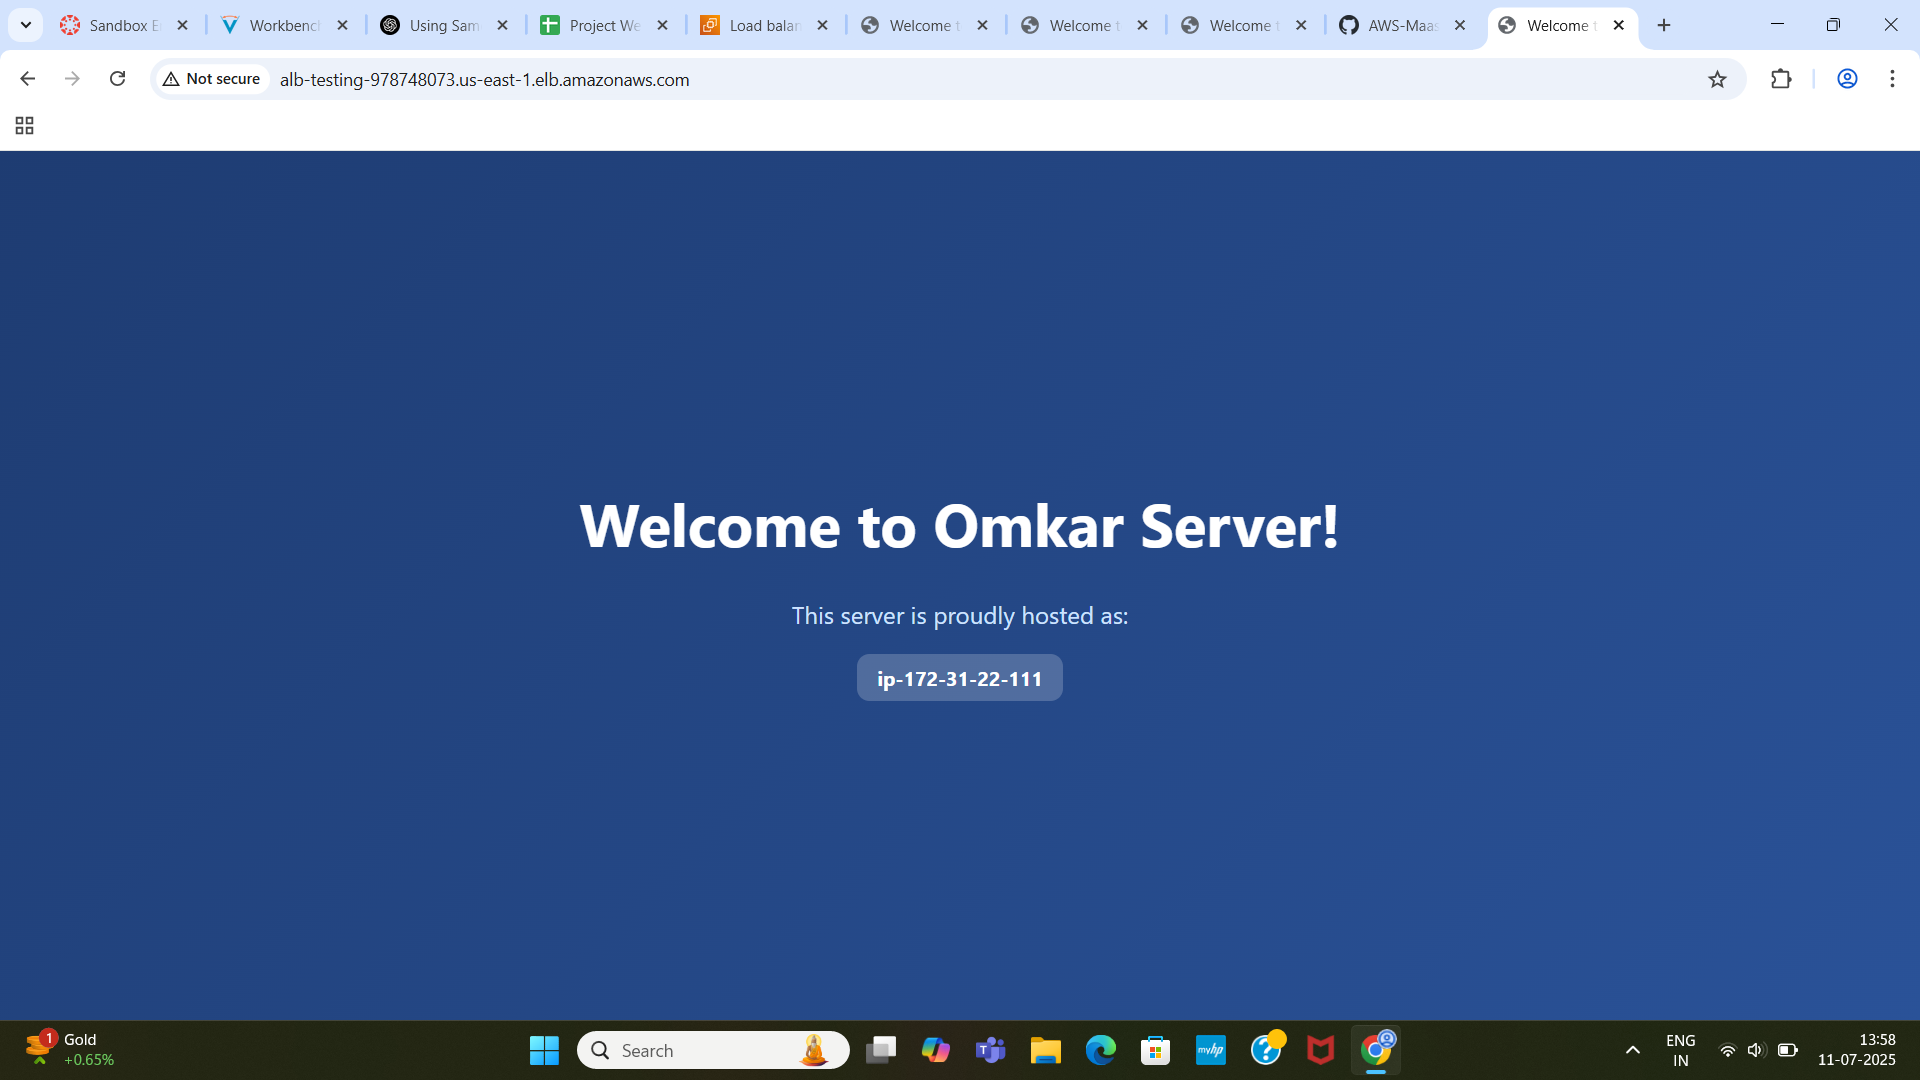 Sandbox E
Workbench
Using Sam
Project We
Load balan
Welcome t
Welcome t
Welcome t
AWS-Maas
Welcome t
Not secure
alb-testing-978748073.us-east-1.elb.amazonaws.com
Welcome to Omkar Server!
This server is proudly hosted as:
ip-172-31-22-111
1
Gold
+0.65%
Search
T
myhp
?
ENG
IN
13:58
11-07-2025